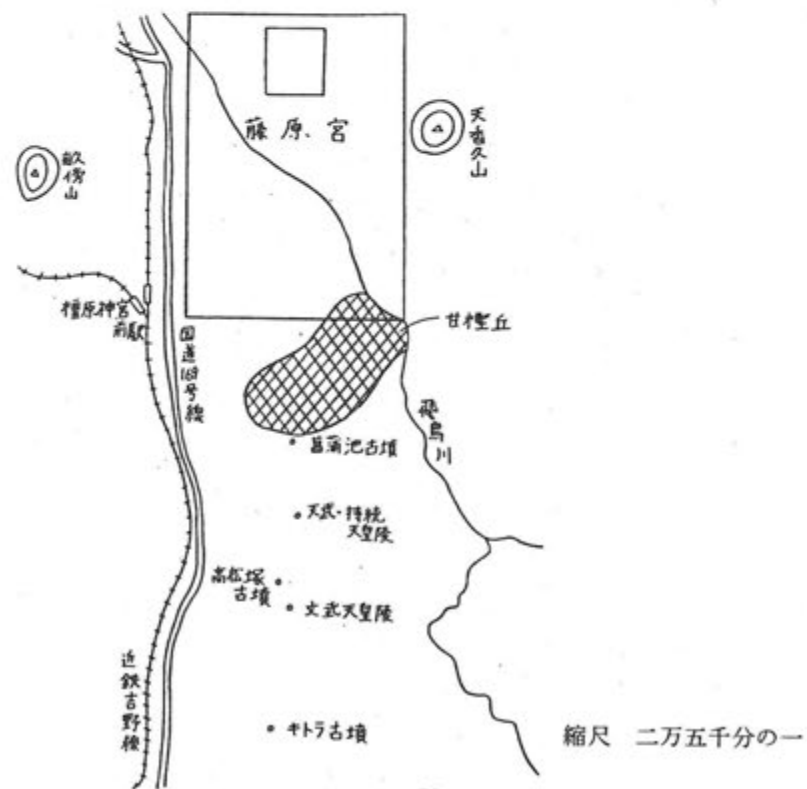 藤原宮
天香久山
畝傍山
橿原神宮
前駅
国道169号線
甘樫丘
飛鳥川
菖蒲池古墳
天武・持統
天皇陵
高松塚
古墳
文武天皇陵
近鉄吉野線
キトラ古墳
縮尺 二万五千分の一